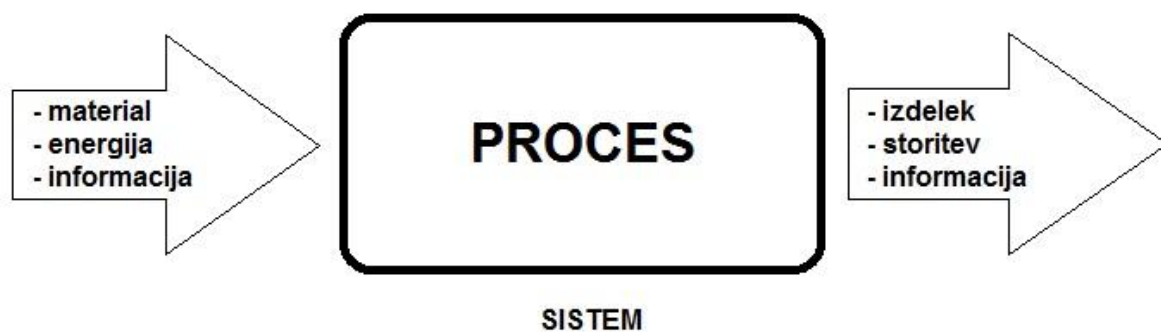 - material
- energija
- informacija
PROCES
- izdelek
- storitev
- informacija
SISTEM